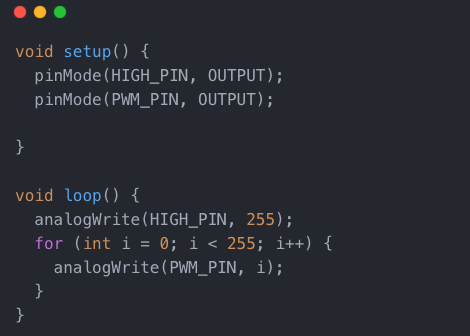 void setup() {
  pinMode(HIGH_PIN, OUTPUT);
  pinMode(PWM_PIN, OUTPUT);

}

void loop() {
  analogWrite(HIGH_PIN, 255);
  for (int i = 0; i < 255; i++) {
    analogWrite(PWM_PIN, i);
  }
}